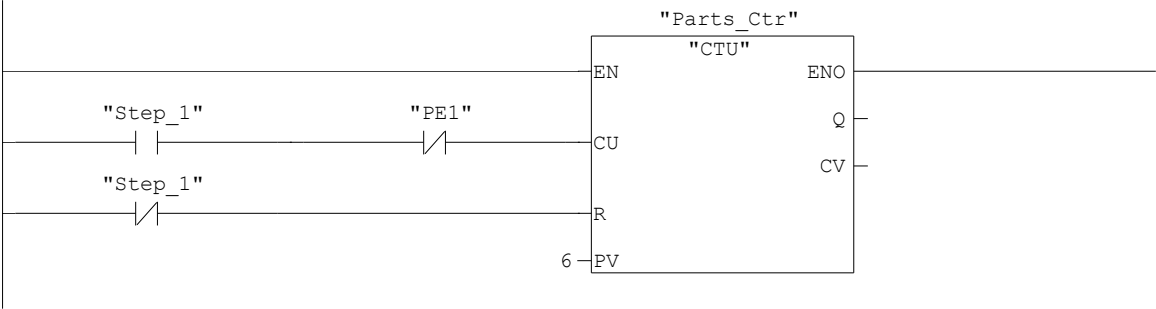 "Parts_Ctr"
"CTU"
EN ENO
"Step_1" "PE1" Q
CU
CV
"Step_1"
R
6 PV